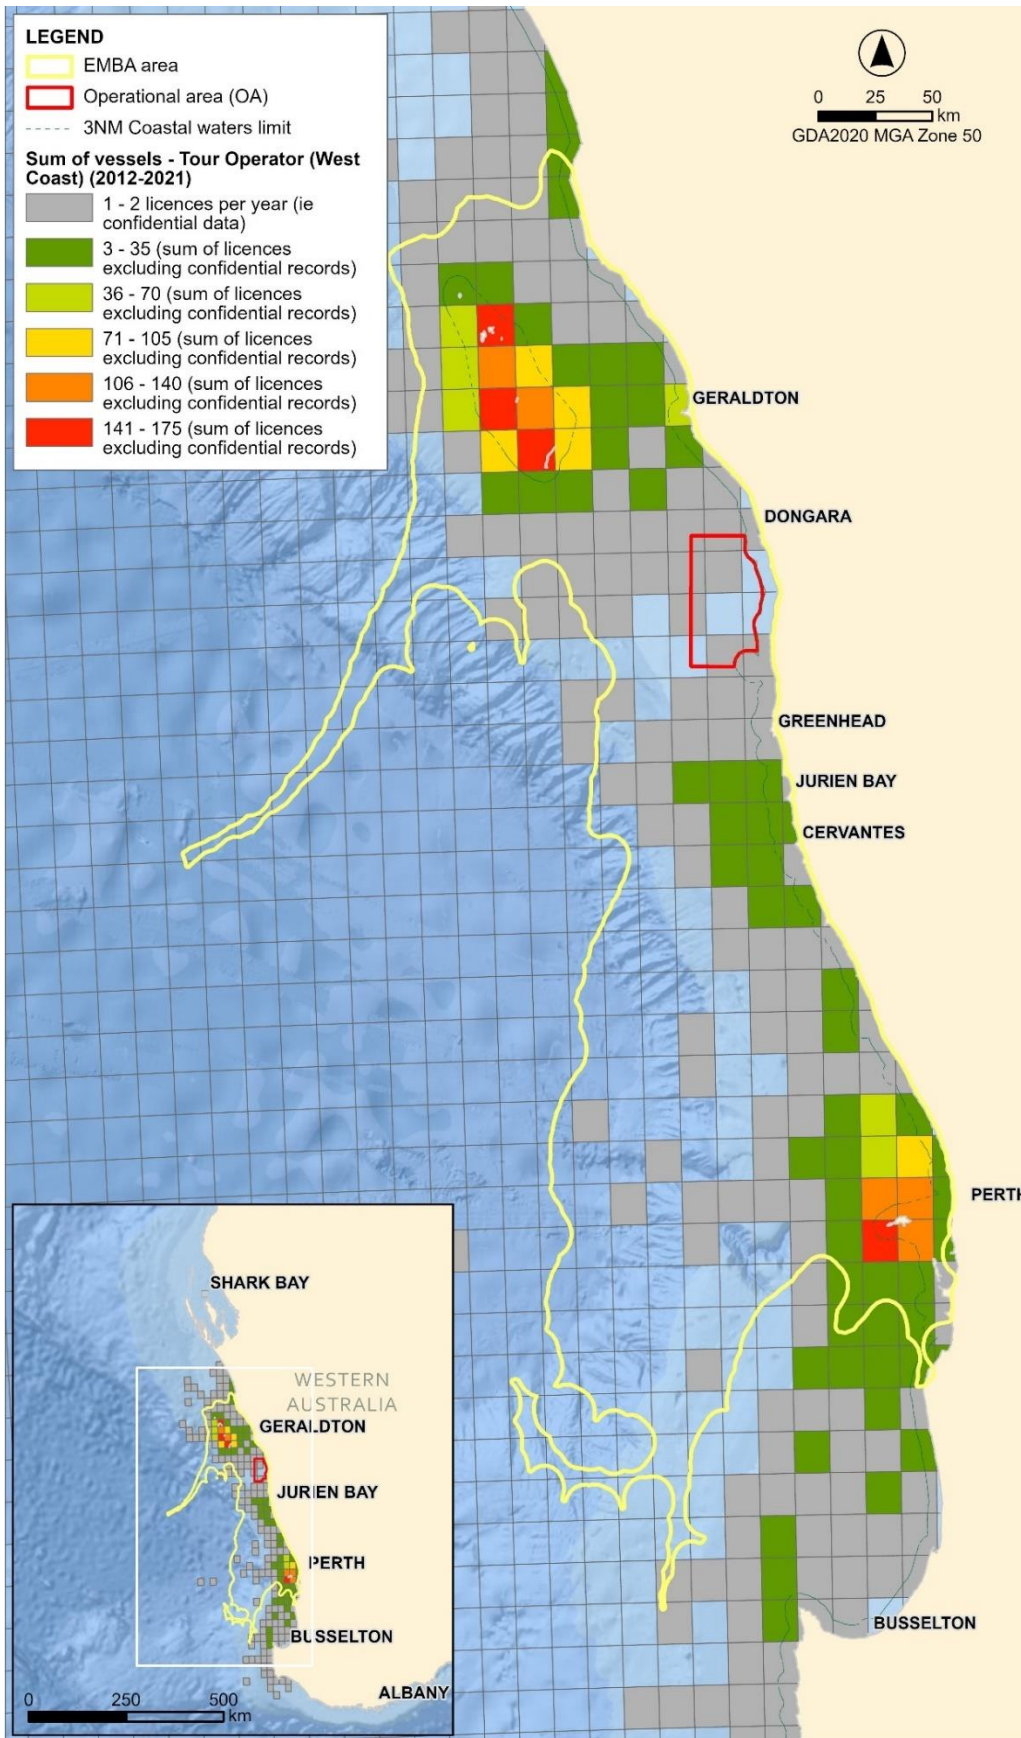 LEGEND
EMBA area
Operational area (OA)
3NM Coastal waters limit
Sum of vessels - Tour Operator (West
Coast) (2012-2021)
1 - 2 licences per year (ie
confidential data)
3 - 35 (sum of licences
excluding confidential records)
36 - 70 (sum of licences
excluding confidential records)
71 - 105 (sum of licences
excluding confidential records)
106 - 140 (sum of licences
excluding confidential records)
141 - 175 (sum of licences
excluding confidential records)
0 25 50
km
GDA2020 MGA Zone 50
GERALDTON
DONGARA
GREENHEAD
JURIEN BAY
CERVANTES
PERTH
BUSSELTON
SHARK BAY
WESTERN
AUSTRALIA
GERALDTON
JURIEN BAY
PERTH
BUSSELTON
ALBANY
0 250 500
km